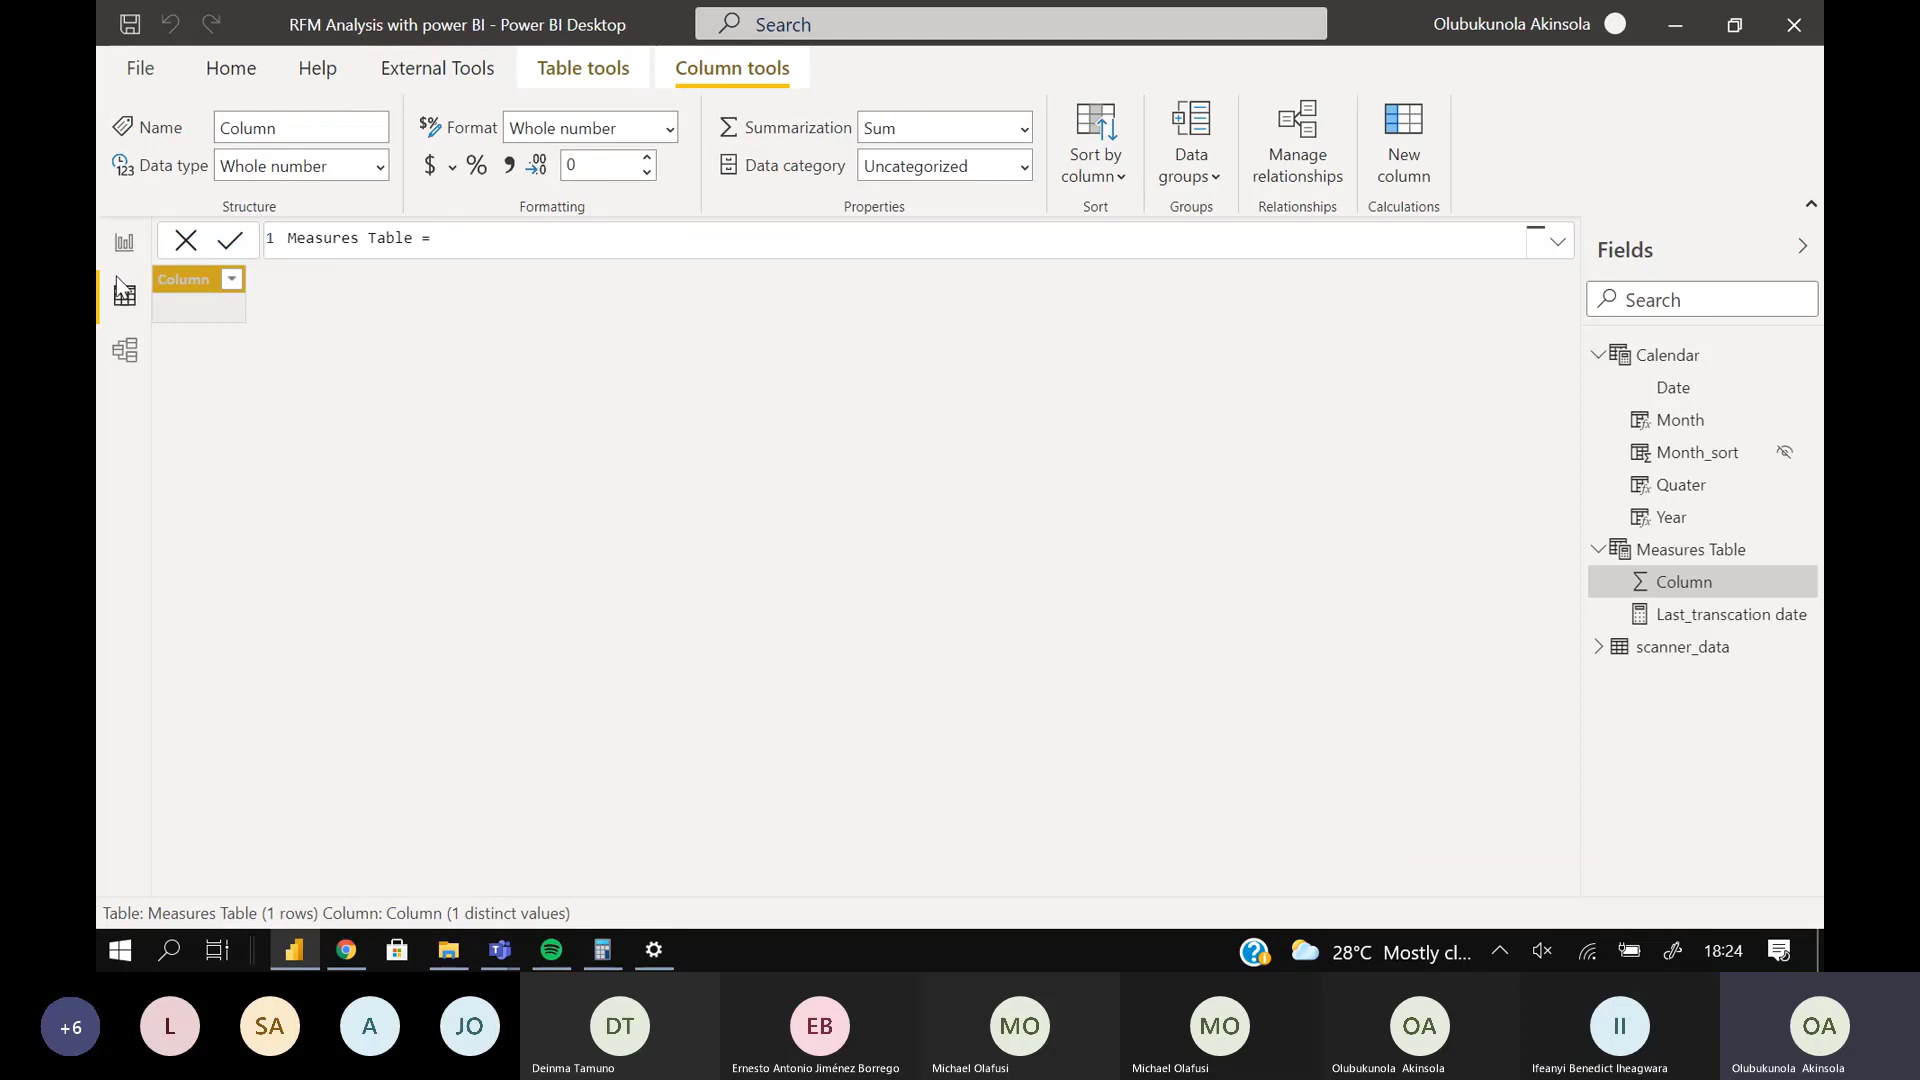 RFM Analysis with power BI - Power BI Desktop
Search
Olubukunola Akinsola
File
Home
Help
External Tools
Table tools
Column tools
Name
Column
Data type
Whole number
Structure
Format
Whole number
$
%
0
Formatting
Summarization
Sum
Data category
Uncategorized
Properties
Sort by
column
Sort
Data
groups
Groups
Manage
relationships
Relationships
New
column
Calculations
1 Measures Table =
Column
Fields
Search
Calendar
Date
Month
Month_sort
Quater
Year
Measures Table
Column
Last_transcation date
scanner_data
Table: Measures Table (1 rows) Column: Column (1 distinct values)
28°C Mostly cl...
18:24
+6
L
SA
A
JO
DT
EB
MO
MO
OA
II
OA
Deinma Tamuno
Ernesto Antonio Jiménez Borrego
Michael Olafusi
Michael Olafusi
Olubukunola Akinsola
Ifeanyi Benedict Iheagwara
Olubukunola Akinsola